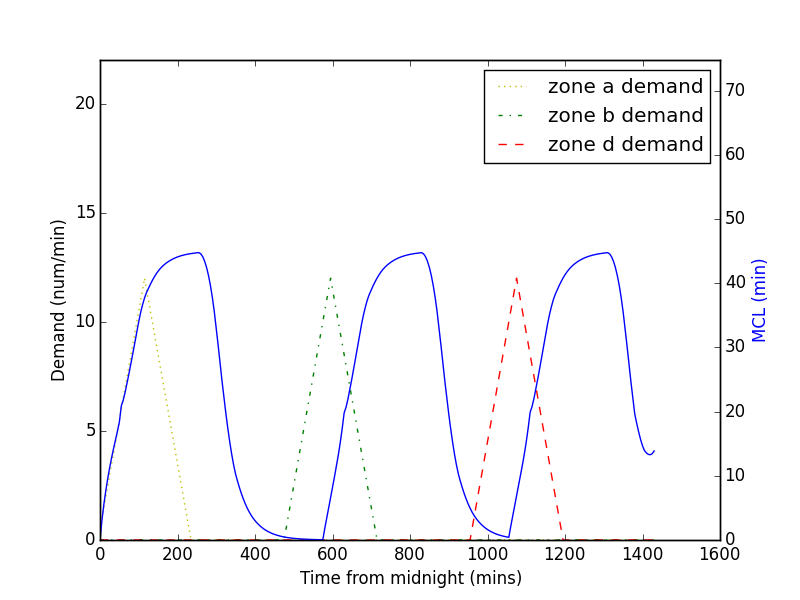 zone a demand
zone b demand
zone d demand
20
15
10
5
0
70
60
50
40
30
20
10
0
0 200 400 600 800 1000 1200 1400 1600
Demand (num/min)
MCL (min)
Time from midnight (mins)